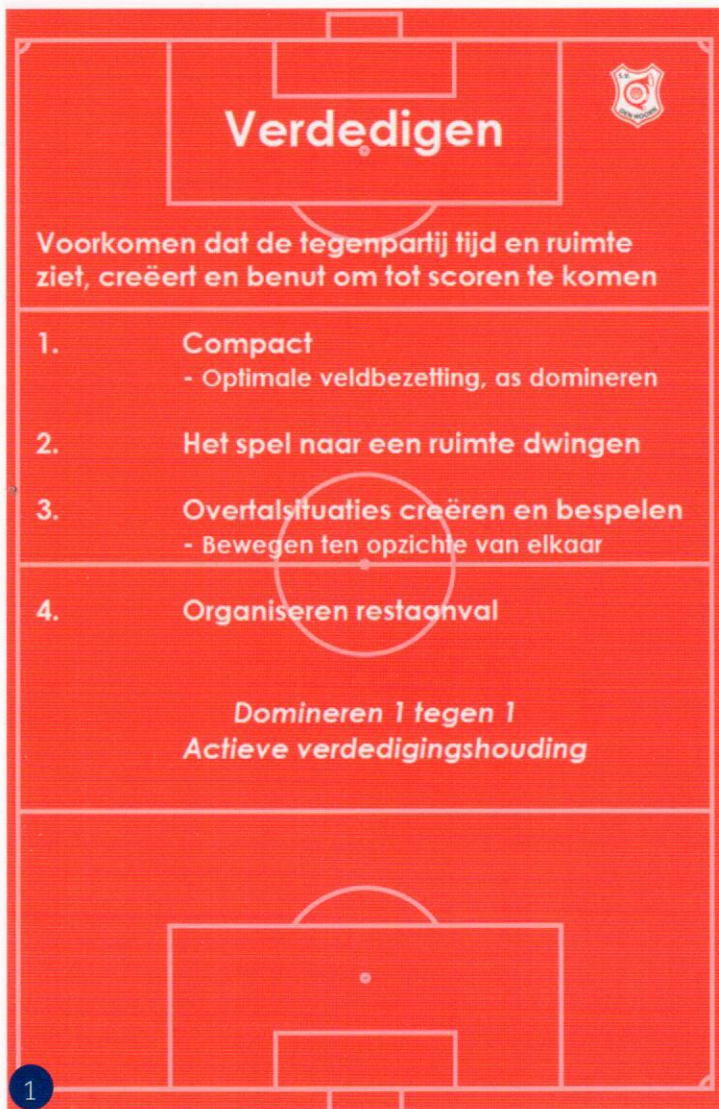 Verdedigen
S.V.
DEN HOORN
Voorkomen dat de tegenpartij tijd en ruimte
ziet, creëert en benut om tot scoren te komen
1. Compact
- Optimale veldbezetting, as domineren
2. Het spel naar een ruimte dwingen
3. Overtalsituaties creëren en bespelen
- Bewegen ten opzichte van elkaar
4. Organiseren restaanval
Domineren 1 tegen 1
Actieve verdedigingshouding
1